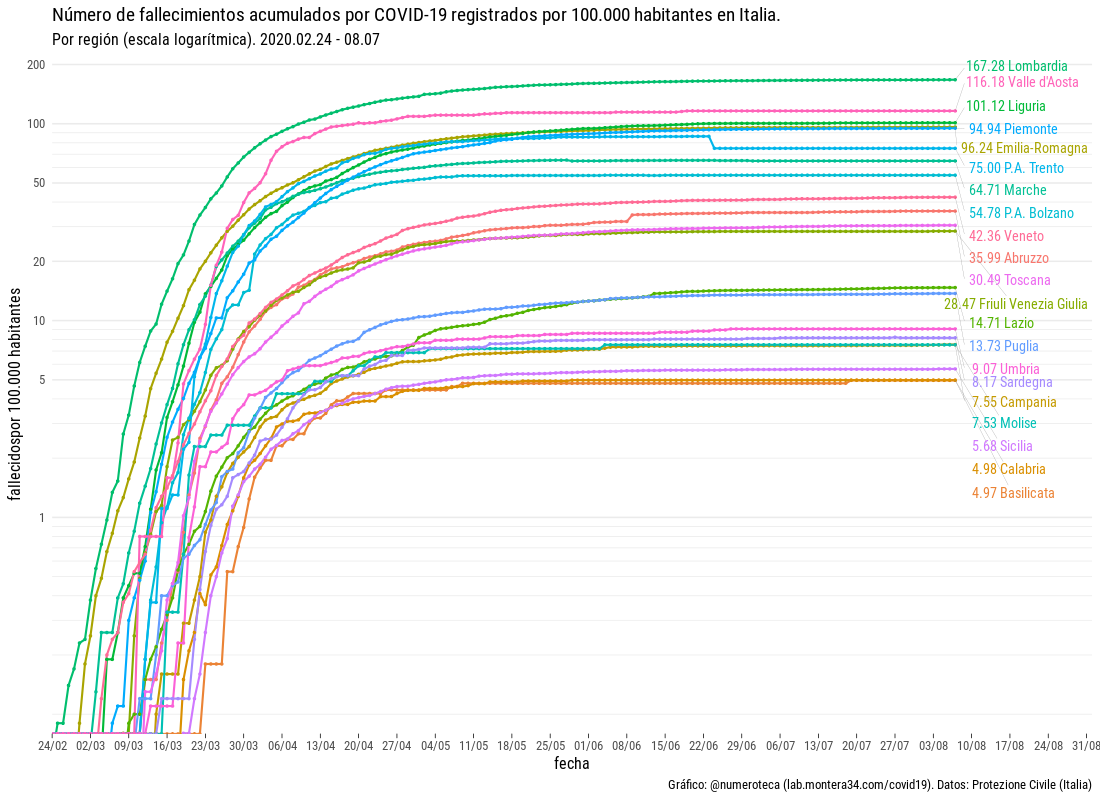 Número de fallecimientos acumulados por COVID-19 registrados por 100.000 habitantes en Italia.
Por región (escala logarítmica). 2020.02.24 - 08.07
fallecidospor 100.000 habitantes
200
100
50
20
10
5
1
167.28 Lombardia
116.18 Valle d'Aosta
101.12 Liguria
94.94 Piemonte
96.24 Emilia-Romagna
75.00 P.A. Trento
64.71 Marche
54.78 P.A. Bolzano
42.36 Veneto
35.99 Abruzzo
30.49 Toscana
28.47 Friuli Venezia Giulia
14.71 Lazio
13.73 Puglia
9.07 Umbria
8.17 Sardegna
7.55 Campania
7.53 Molise
5.68 Sicilia
4.98 Calabria
4.97 Basilicata
24/02 02/03 09/03 16/03 23/03 30/03 06/04 13/04 20/04 27/04 04/05 11/05 18/05 25/05 01/06 08/06 15/06 22/06 29/06 06/07 13/07 20/07 27/07 03/08 10/08 17/08 24/08 31/08
fecha
Gráfico: @numeroteca (lab.montera34.com/covid19). Datos: Protezione Civile (Italia)